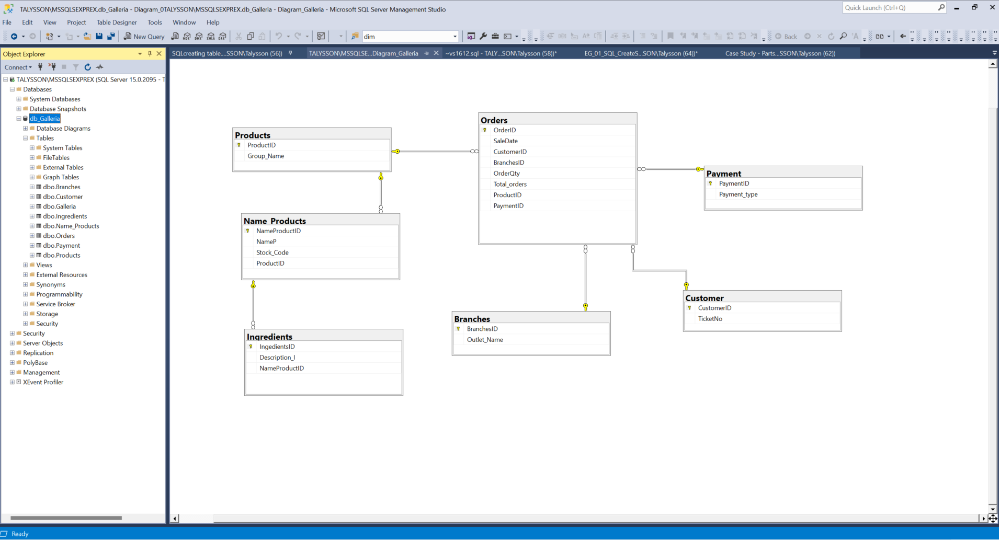 TALYSSON\MSSQLSEXPREX.db_Galleria - Diagram_0TALYSSON\MSSQLSEXPREX.db_Galleria - Diagram_Galleria - Microsoft SQL Server Management Studio
Quick Launch (Ctrl+Q)
File Edit View Project Table Designer Tools Window Help
New Query
MDX DMX XMLA DAX
dim
Back
Object Explorer
SQLcreating table....SSON\Talysson (56))
TALYSSON\MSSQLSE...Diagram_Galleria
~vs1612.sql - TALY...SON\Talysson (58))*
EG_01_SQL_CreateS...SON\Talysson (64))*
Case Study - Parts...SSON\Talysson (62))
Connect
TALYSSON\MSSQLSEXPREX (SQL Server 15.0.2095 - T
Databases
System Databases
Database Snapshots
db_Galleria
Database Diagrams
Tables
System Tables
FileTables
External Tables
Graph Tables
dbo.Branches
dbo.Customer
dbo.Galleria
dbo.Ingredients
dbo.Name_Products
dbo.Orders
dbo.Payment
dbo.Products
Views
External Resources
Synonyms
Programmability
Service Broker
Storage
Security
Security
Server Objects
Replication
PolyBase
Management
XEvent Profiler
Products
ProductID
Group_Name
Name_Products
NameProductID
NameP
Stock_Code
ProductID
Ingredients
IngedientsID
Description_I
NameProductID
Orders
OrderID
SaleDate
CustomerID
BranchesID
OrderQty
Total_orders
ProductID
PaymentID
Branches
BranchesID
Outlet_Name
Payment
PaymentID
Payment_type
Customer
CustomerID
TicketNo
Ready